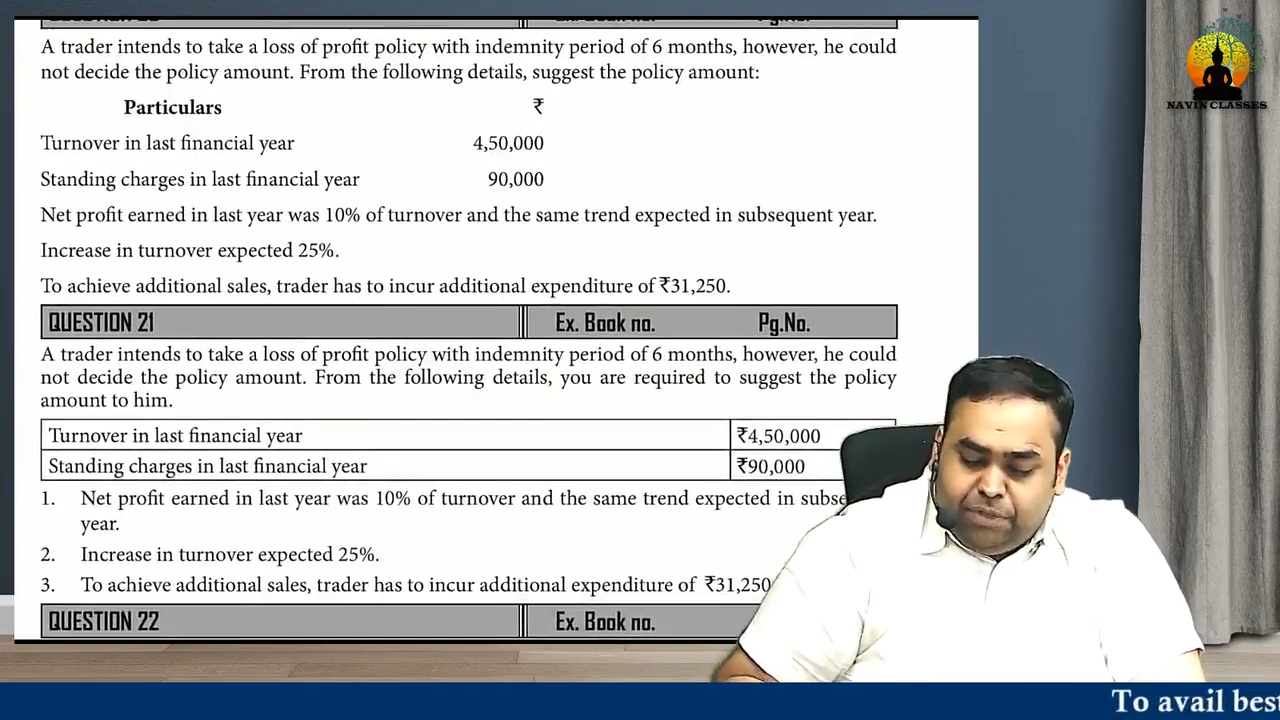 A trader intends to take a loss of profit policy with indemnity period of 6 months, however, he could
not decide the policy amount. From the following details, suggest the policy amount:
Particulars ₹
Turnover in last financial year 4,50,000
Standing charges in last financial year 90,000
Net profit earned in last year was 10% of turnover and the same trend expected in subsequent year.
Increase in turnover expected 25%.
To achieve additional sales, trader has to incur additional expenditure of ₹31,250.
QUESTION 21 Ex. Book no. Pg.No.
A trader intends to take a loss of profit policy with indemnity period of 6 months, however, he could
not decide the policy amount. From the following details, you are required to suggest the policy
amount to him.
Turnover in last financial year ₹4,50,000
Standing charges in last financial year ₹90,000
1. Net profit earned in last year was 10% of turnover and the same trend expected in subse
year.
2. Increase in turnover expected 25%.
3. To achieve additional sales, trader has to incur additional expenditure of ₹31,250
QUESTION 22 Ex. Book no.
NAVIN CLASSES
To avail best